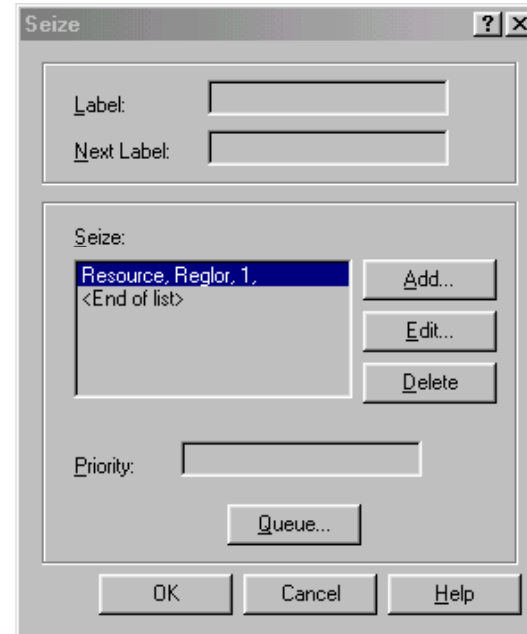 Seize
Label:
Next Label:
Seize:
Resource, Reglor, 1,
<End of list>
Add...
Edit...
Delete
Priority:
Queue...
OK
Cancel
Help